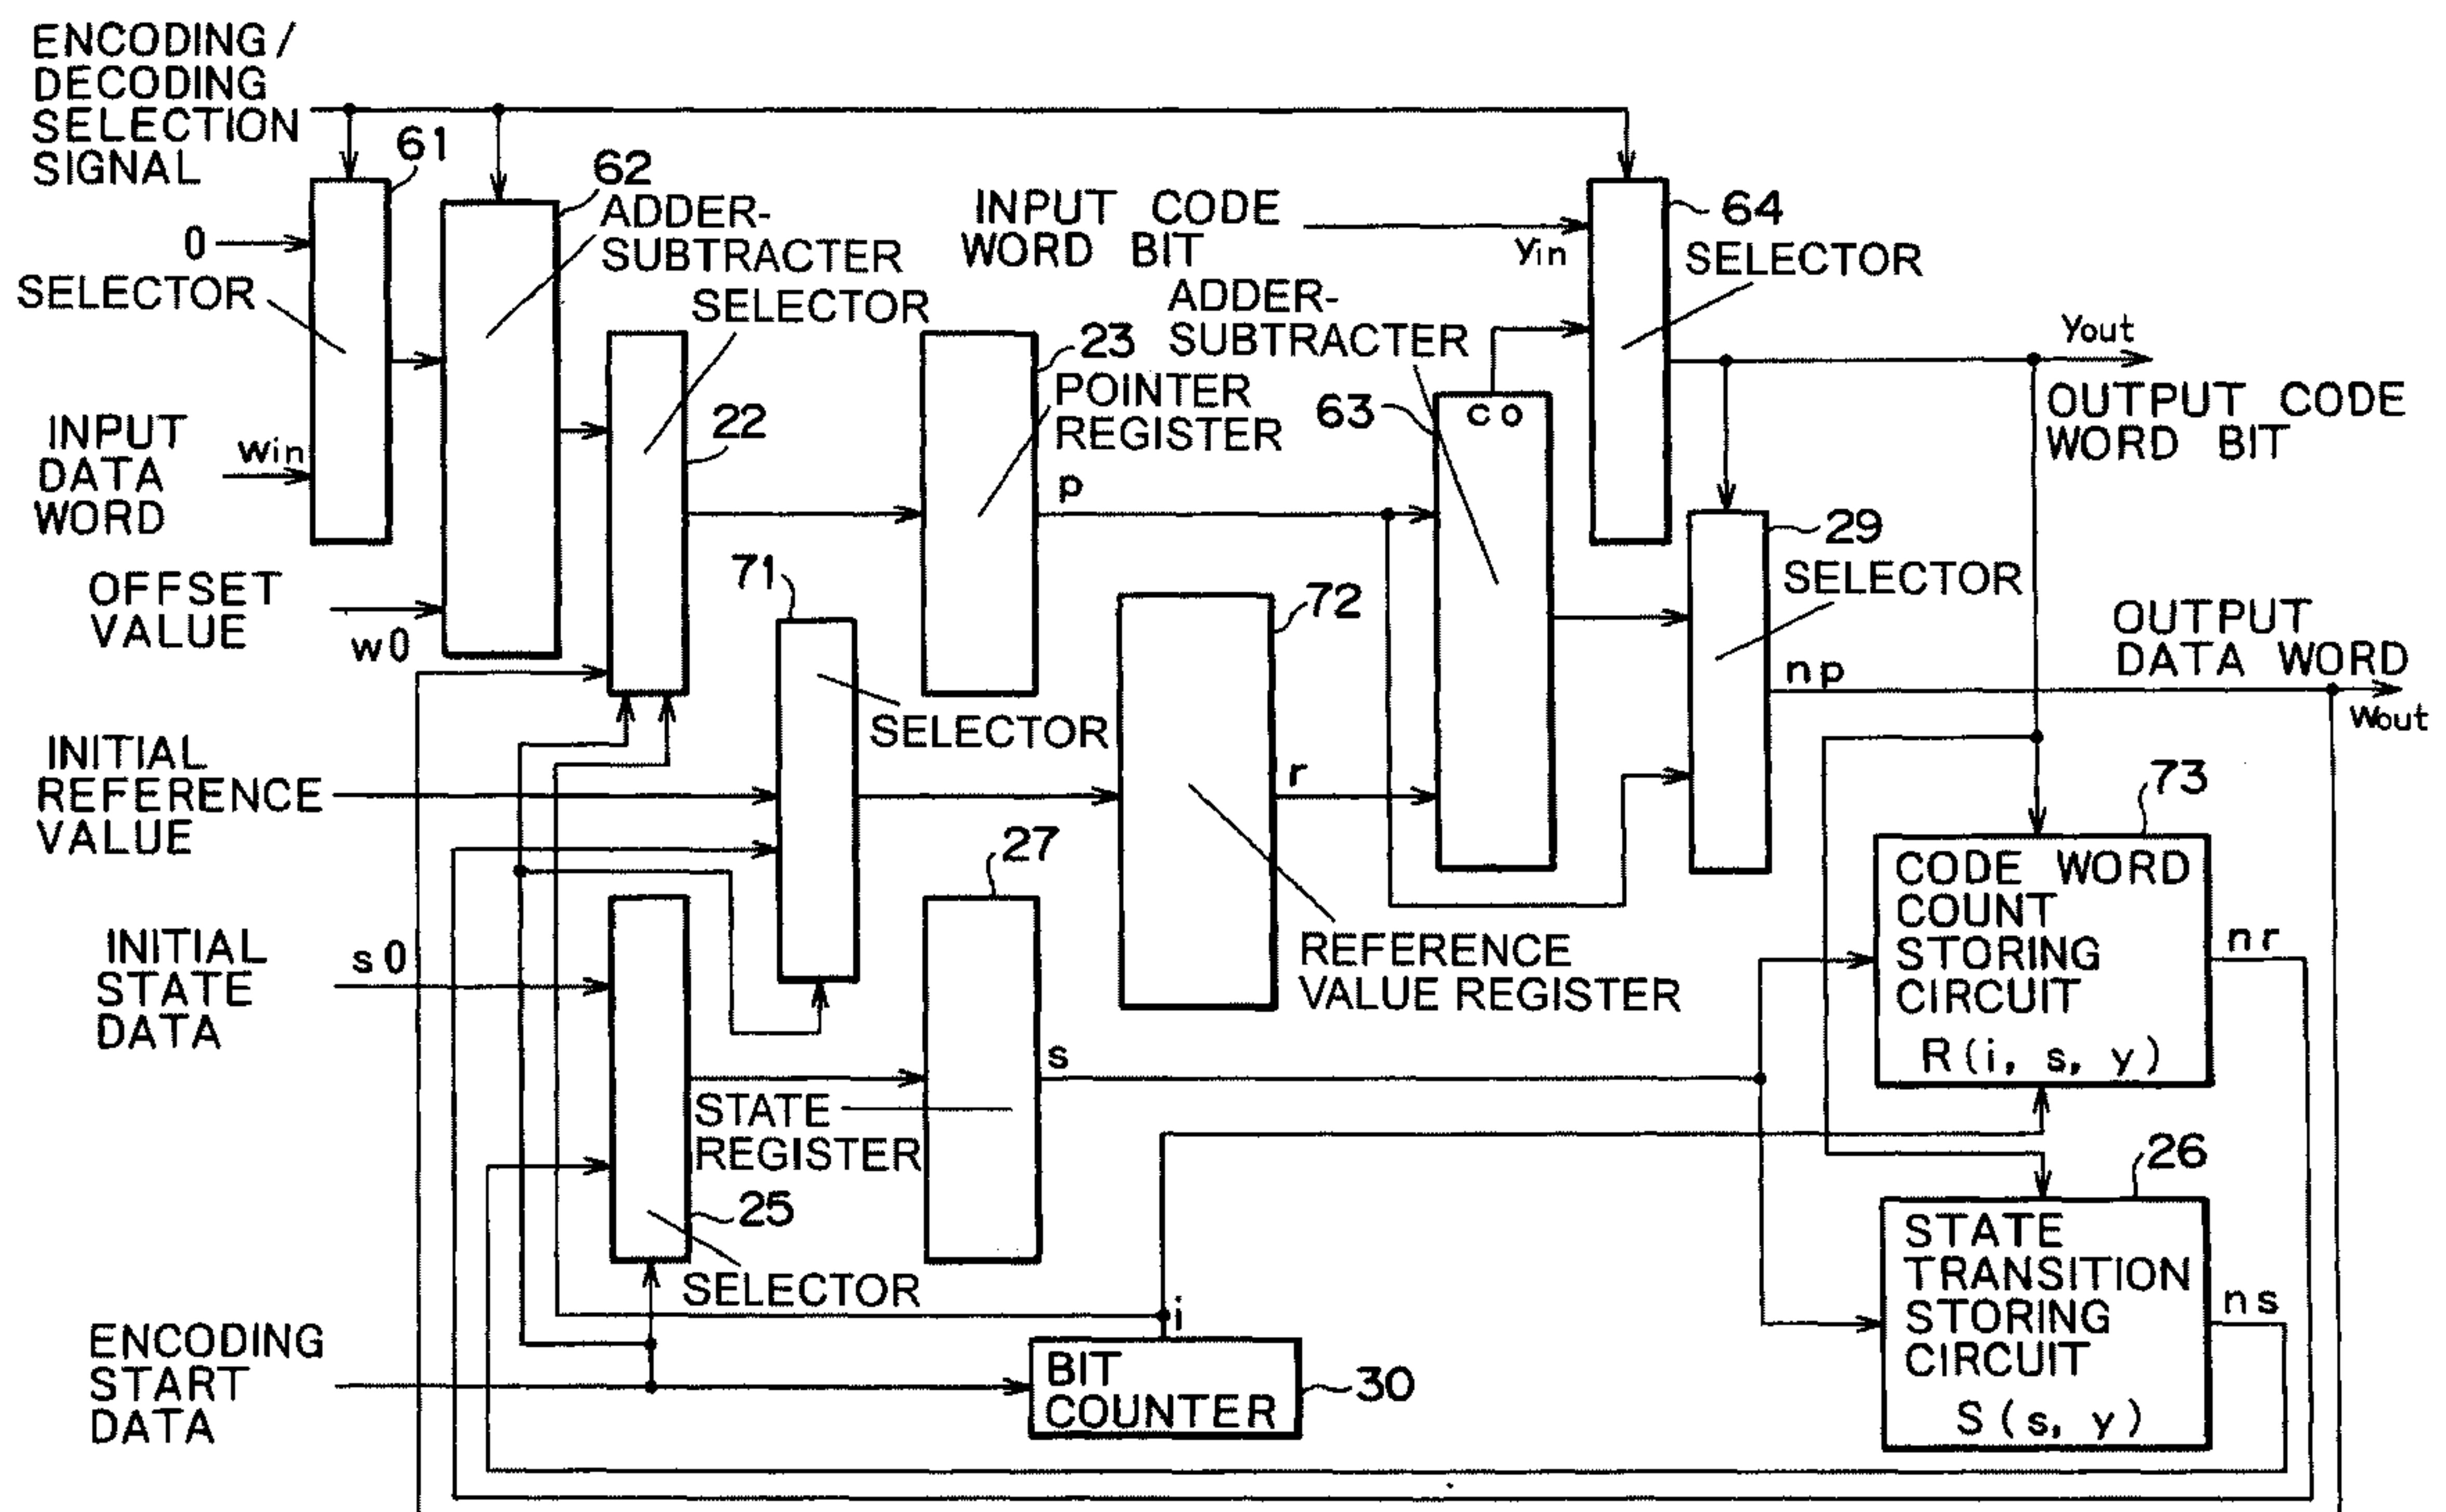 ENCODING/
DECODING
SELECTION
SIGNAL
61
62
ADDER-
SUBTRACTER
0
SELECTOR
SELECTOR
22
INPUT
DATA
WORD
win
OFFSET
VALUE
w0
INPUT CODE
WORD BIT
yin
64
SELECTOR
ADDER-
SUBTRACTER
23
POINTER
REGISTER
p
63
co
yout
OUTPUT CODE
WORD BIT
29
SELECTOR
71
SELECTOR
72
np
OUTPUT
DATA WORD
wout
INITIAL
REFERENCE
VALUE
r
REFERENCE
VALUE REGISTER
73
CODE WORD
COUNT
STORING
CIRCUIT
R(i, s, y)
nr
27
INITIAL
STATE
DATA
s0
s
STATE
REGISTER
25
SELECTOR
26
STATE
TRANSITION
STORING
CIRCUIT
S(s, y)
ns
ENCODING
START
DATA
i
BIT
COUNTER
30